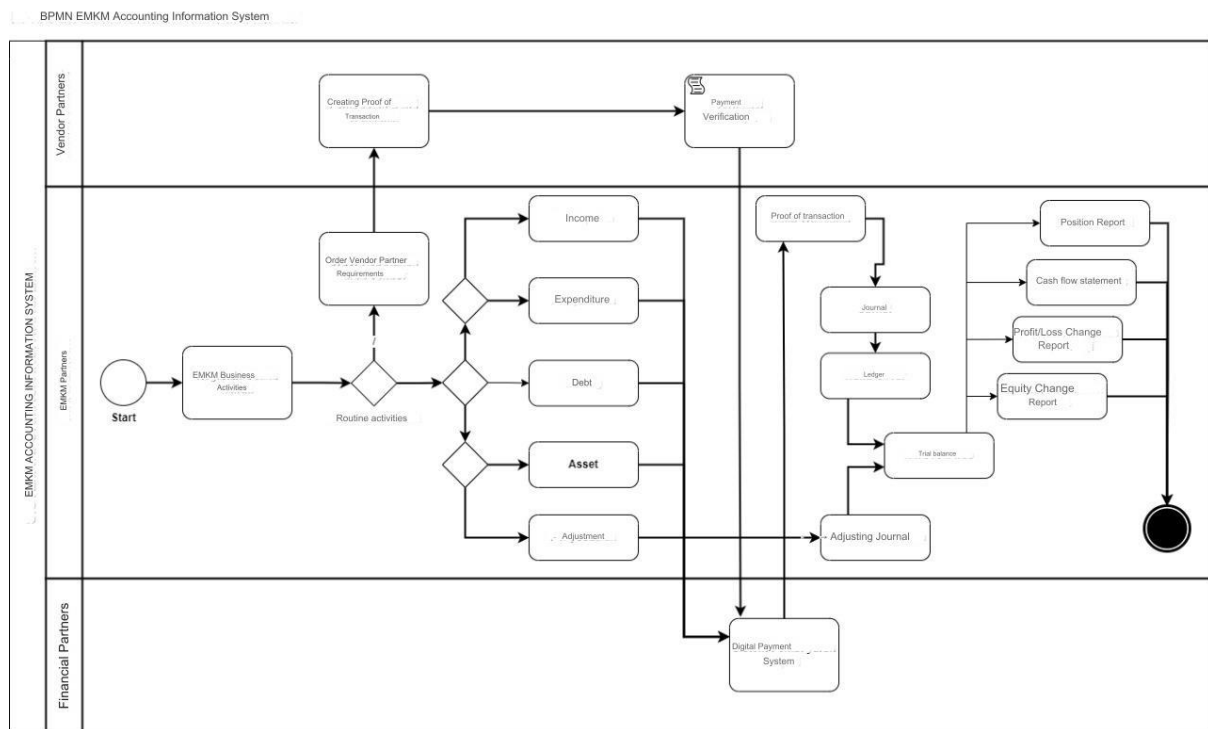 BPMN EMKM Accounting Information System
EMKM ACCOUNTING INFORMATION SYSTEM
Vendor Partners
Creating Proof of
Transaction
Payment
Verification
EMKM Partners
Start
EMKM Business
Activities
Routine activities
Order Vendor Partner
Requirements
Income
Expenditure
Debt
Asset
Adjustment
Proof of transaction
Journal
Ledger
Trial balance
Adjusting Journal
Position Report
Cash flow statement
Profit/Loss Change
Report
Equity Change
Report
Financial Partners
Digital Payment
System